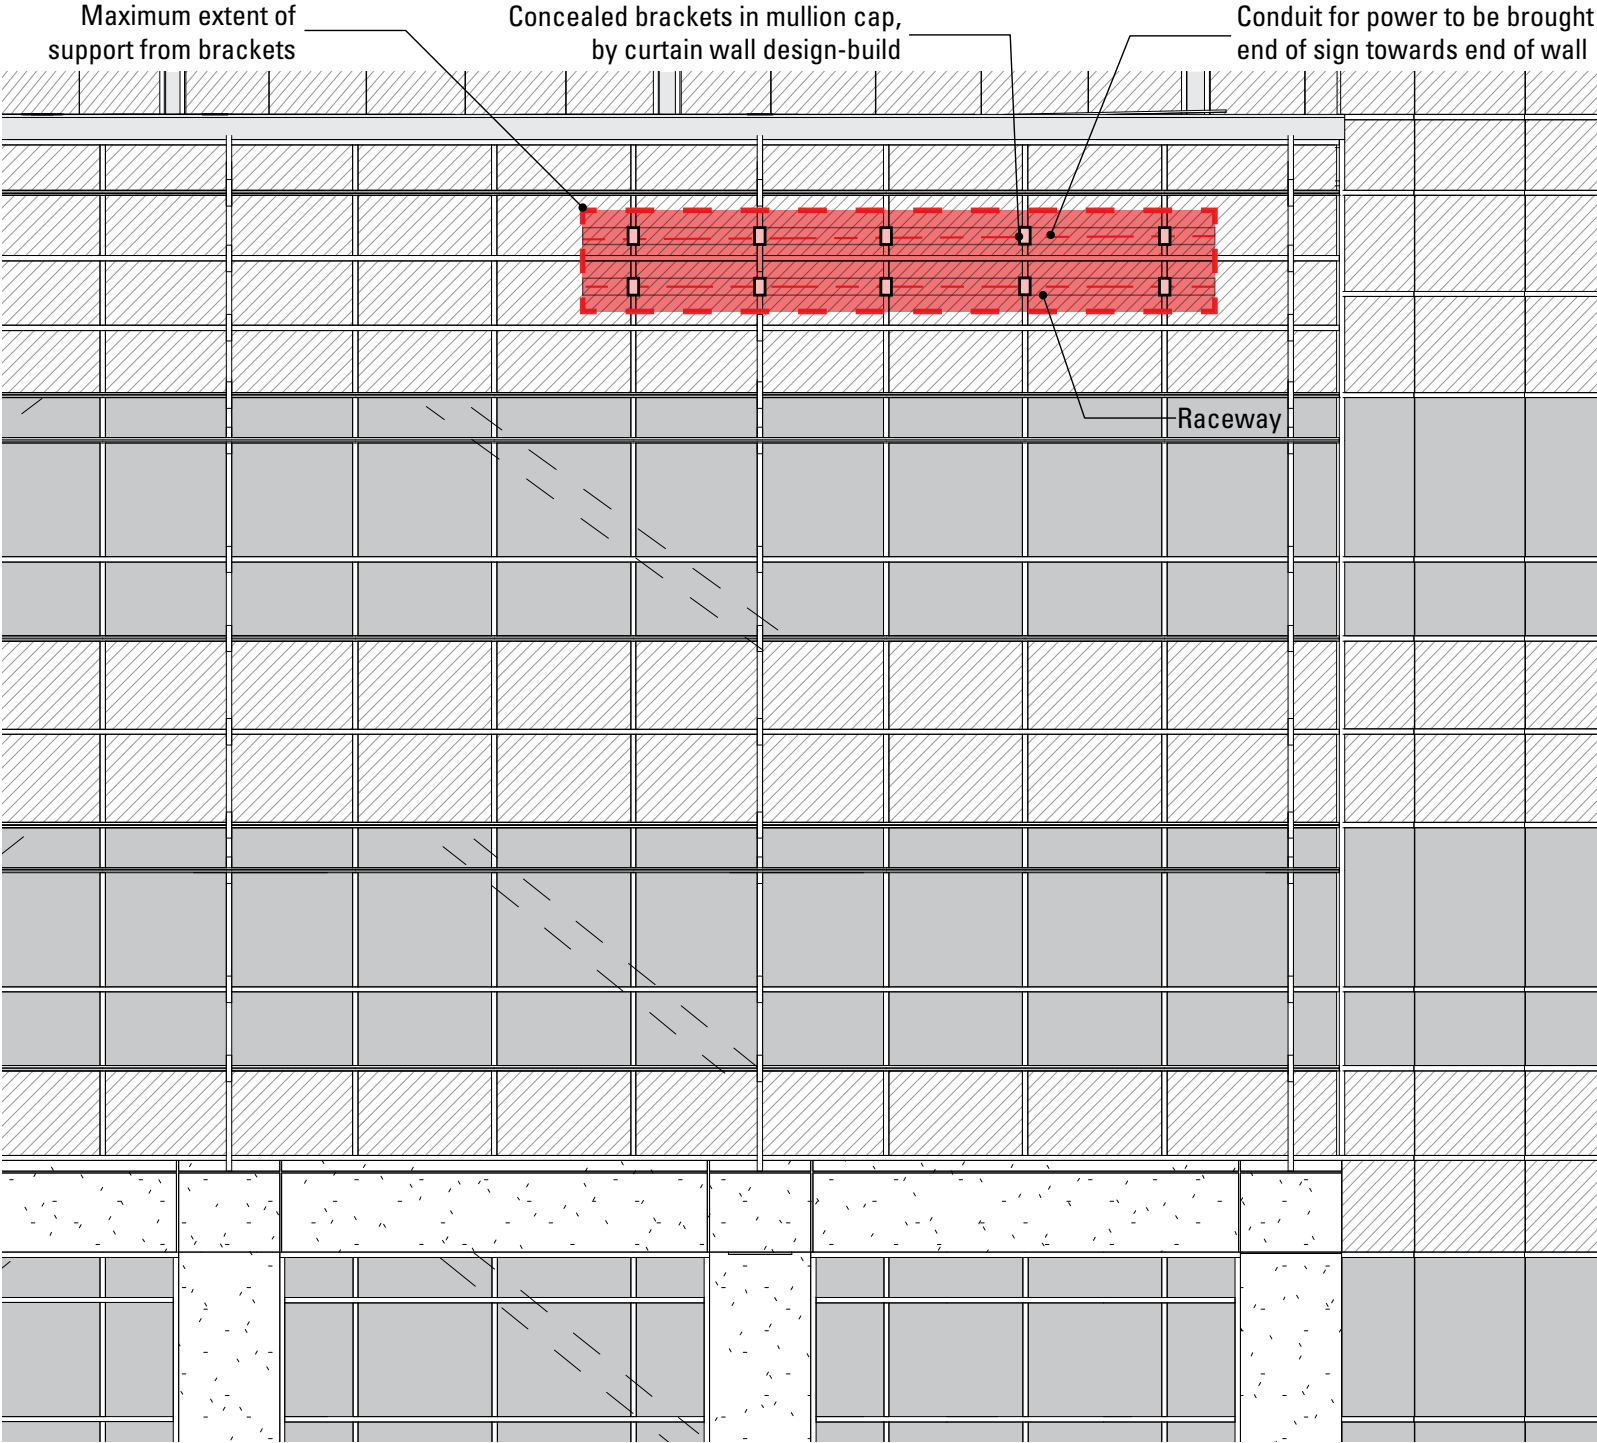 Maximum extent of
support from brackets
Concealed brackets in mullion cap,
by curtain wall design-build
Conduit for power to be brought
end of sign towards end of wall
Raceway